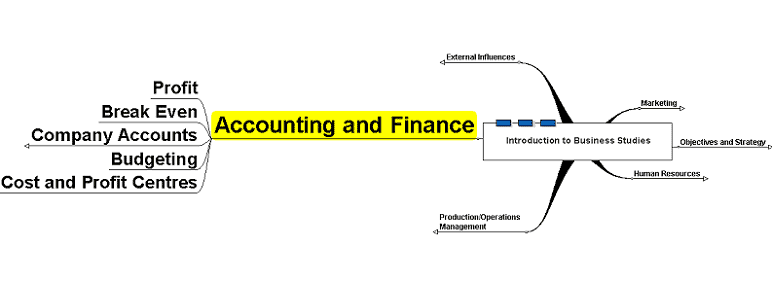 External Influences
Profit
Break Even
Company Accounts
Budgeting
Cost and Profit Centres
Accounting and Finance
Introduction to Business Studies
Marketing
Objectives and Strategy
Human Resources
Production/Operations
Management